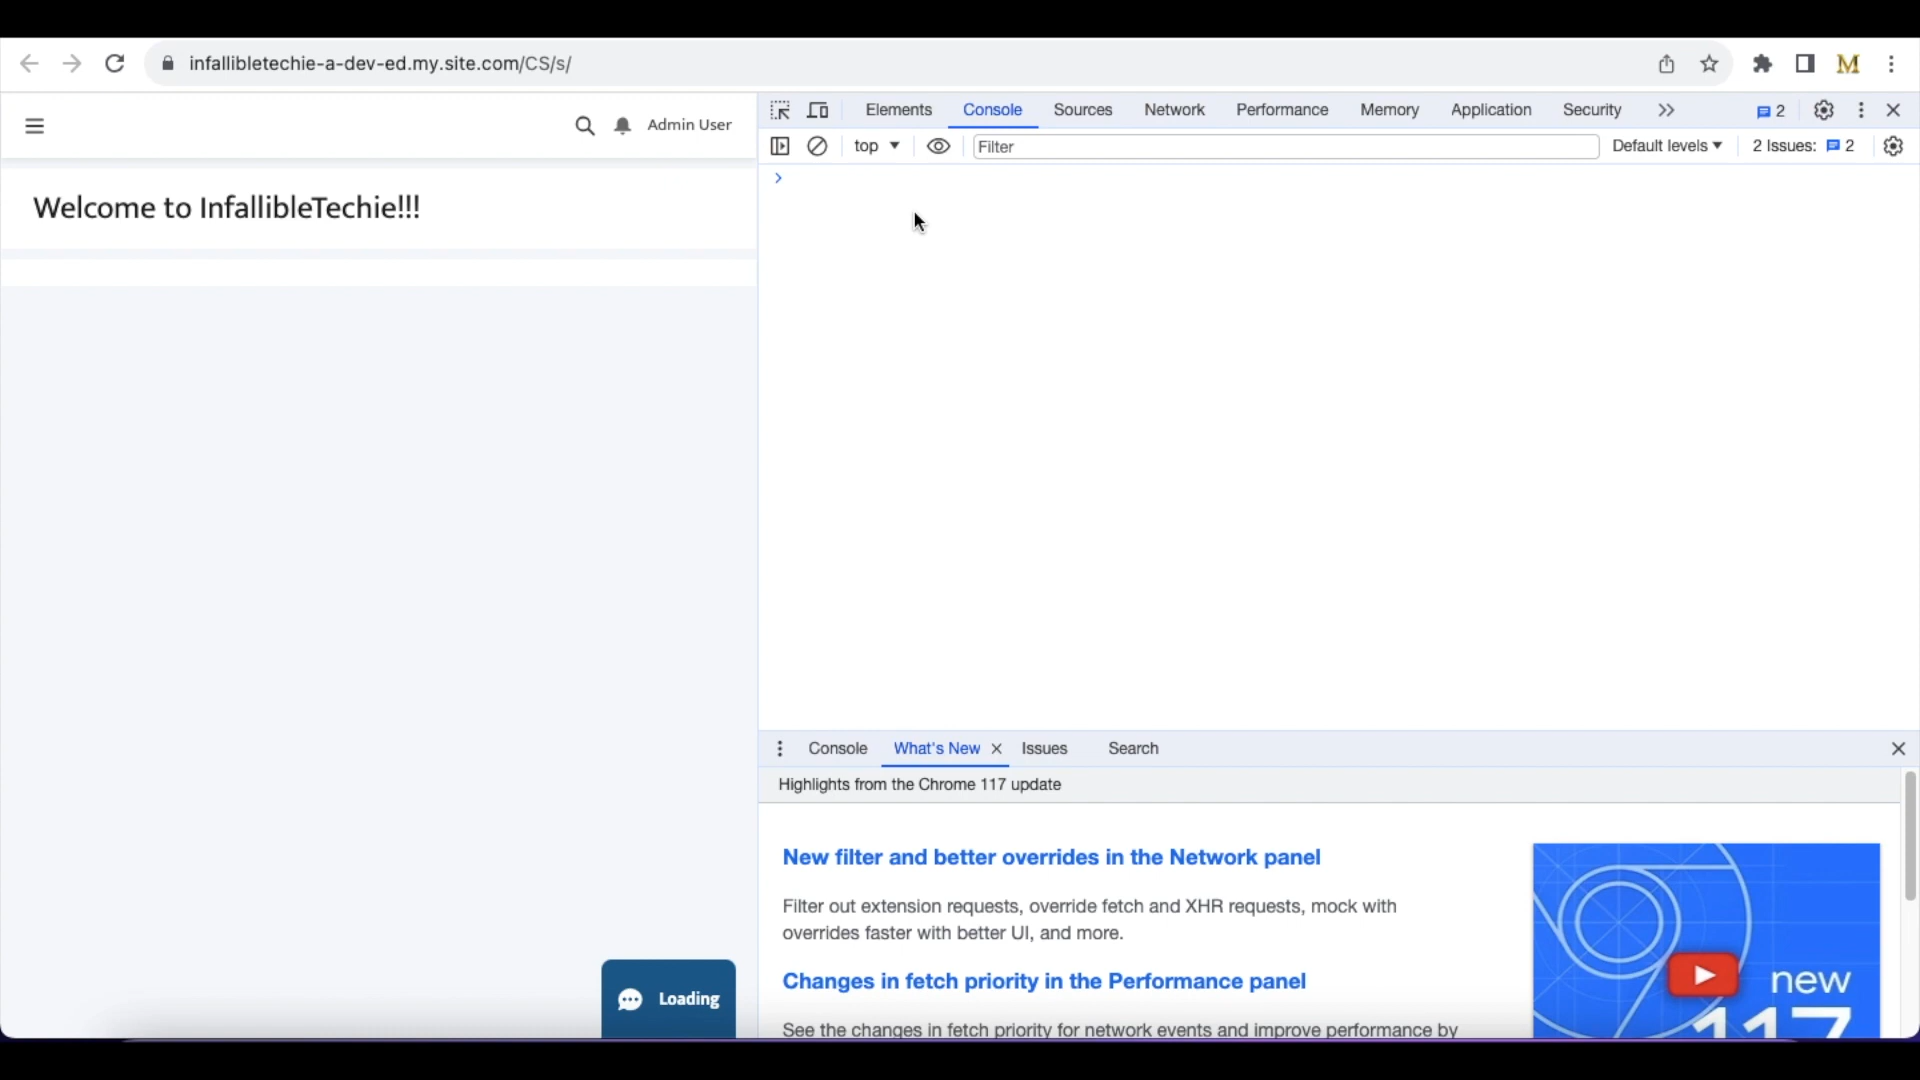 infallibletechie-a-dev-ed.my.site.com/CS/s/
M
Admin User
Welcome to InfallibleTechie!!!
Loading
Elements Console Sources Network Performance Memory Application Security 2
top Filter Default levels 2 Issues: 2
Console What's New Issues Search
Highlights from the Chrome 117 update
New filter and better overrides in the Network panel
Filter out extension requests, override fetch and XHR requests, mock with
overrides faster with better UI, and more.
Changes in fetch priority in the Performance panel
See the changes in fetch priority for network events and improve performance by
new
117